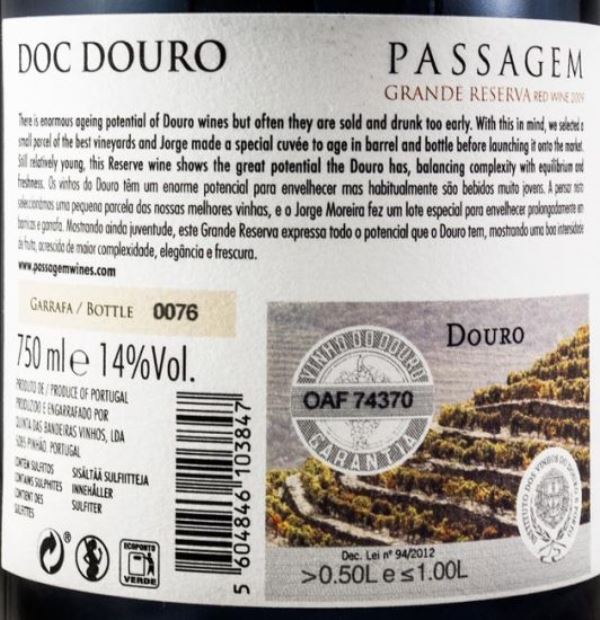 DOC DOURO
PASSAGEM
GRANDE RESERVA RED WINE 2009
There is enormous ageing potential of Douro wines but often they are sold and drunk too early. With this in mind, we selected a
small parcel of the best vineyards and Jorge made a special cuvée to age in barrel and bottle before launching it onto the market.
Still relatively young, this Reserve wine shows the great potential the Douro has, balancing complexity with equilibrium and
freshness. Os vinhos do Douro têm um enorme potencial para envelhecer mas habitualmente são bebidos muito jovens. A pensar nisto
seleccionámos uma pequena parcela das nossas melhores vinhas, e o Jorge Moreira fez um lote especial para envelhecer prolongadamente em
barricas e garrafa. Mostrando ainda juventude, este Grande Reserva expressa todo o potencial que o Douro tem, mostrando uma boa intensidade
de fruta, acrescida de maior complexidade, elegância e frescura.
www.passagemwines.com
GARRAFA / BOTTLE 0076
750 ml e 14%Vol.
PRODUTO DE / PRODUCE OF PORTUGAL
PRODUZIDO E ENGARRAFADO POR
QUINTA DAS BANDEIRAS VINHOS, LDA
5085 PINHÃO PORTUGAL
CONTÉM SULFITOS SISÄLTÄÄ SULFIITTEJA
CONTAINS SULPHITES INNEHÅLLER
CONTIENT DES SULFITER
SULFITES
ECOPONTO
VERDE
5 604846 103847
DOURO
VINHO DO DOURO
OAF 74370
GARANTIA
INSTITUTO DOS VINHOS DO DOURO E PORTO
Dec. Lei nº 94/2012
>0.50L e ≤1.00L